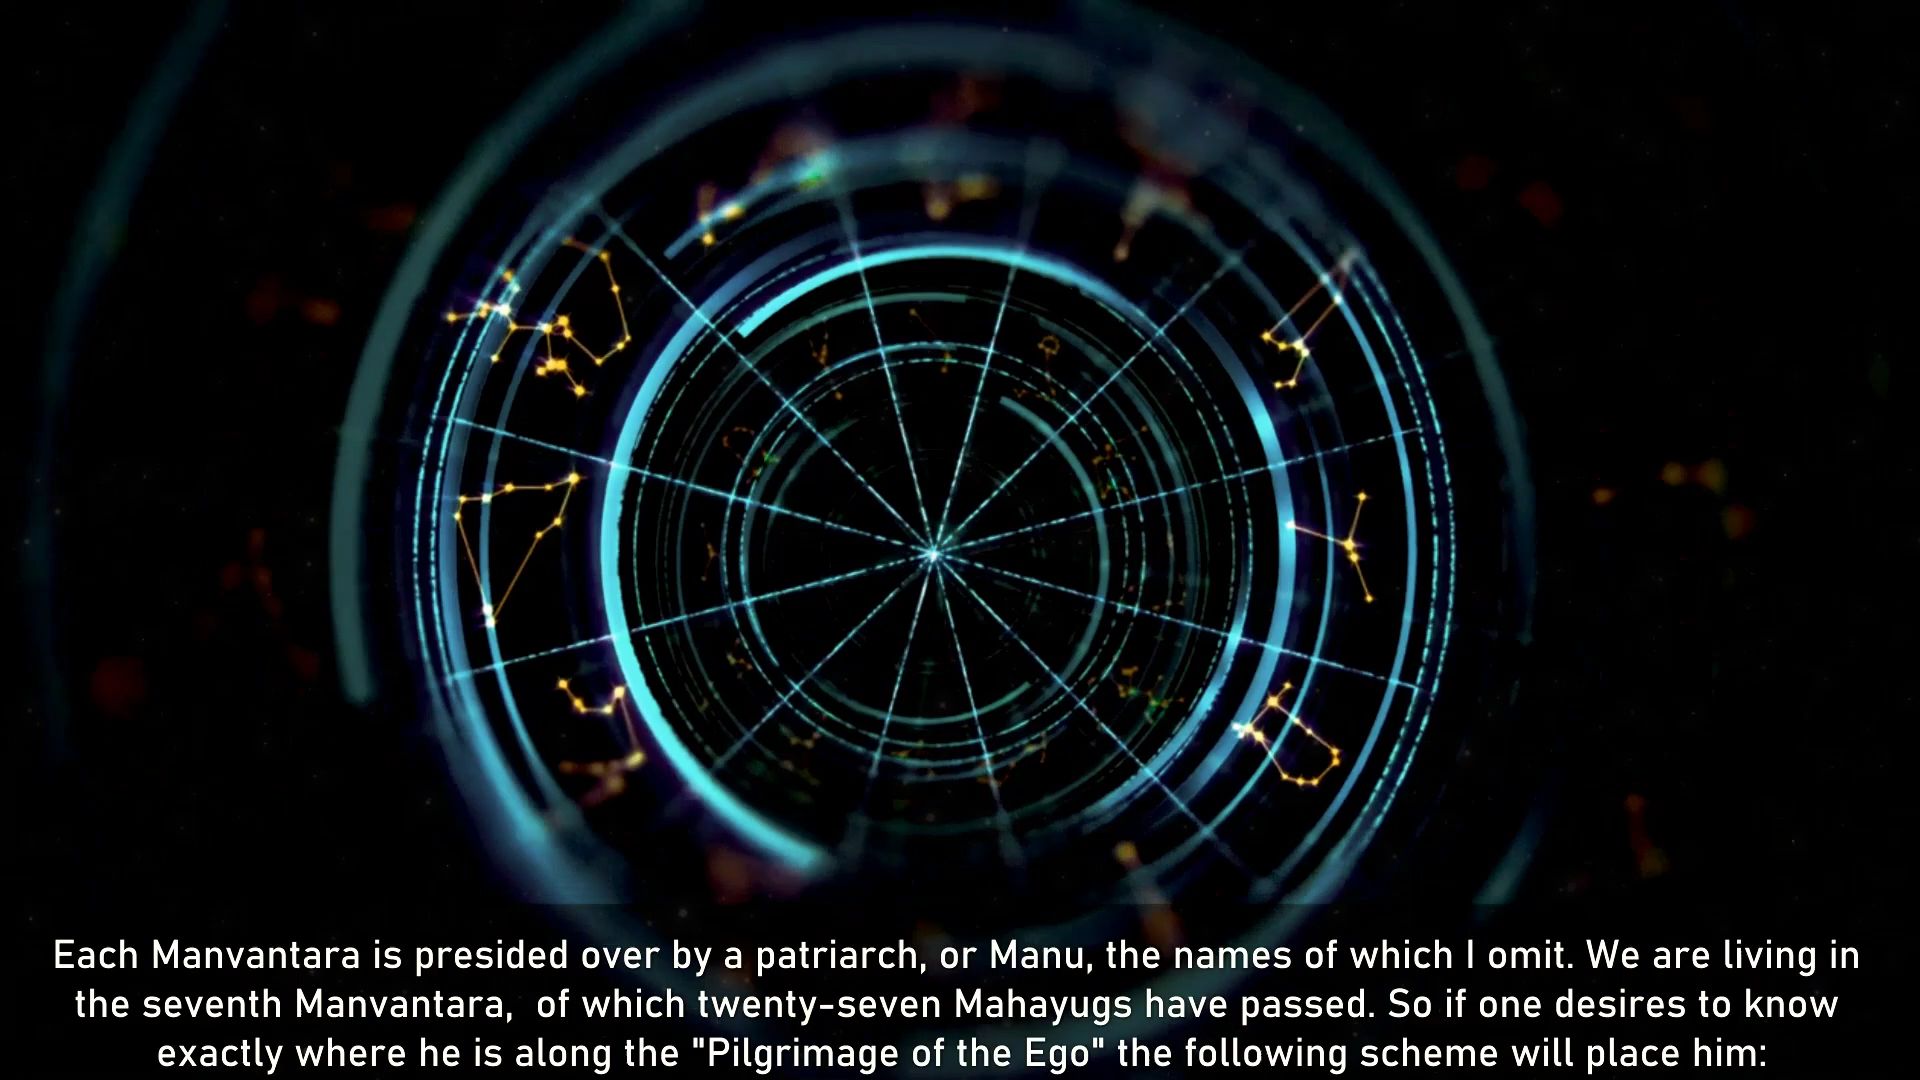 Each Manvantara is presided over by a patriarch, or Manu, the names of which I omit. We are living in
the seventh Manvantara,  of which twenty-seven Mahayugs have passed. So if one desires to know
exactly where he is along the "Pilgrimage of the Ego" the following scheme will place him: